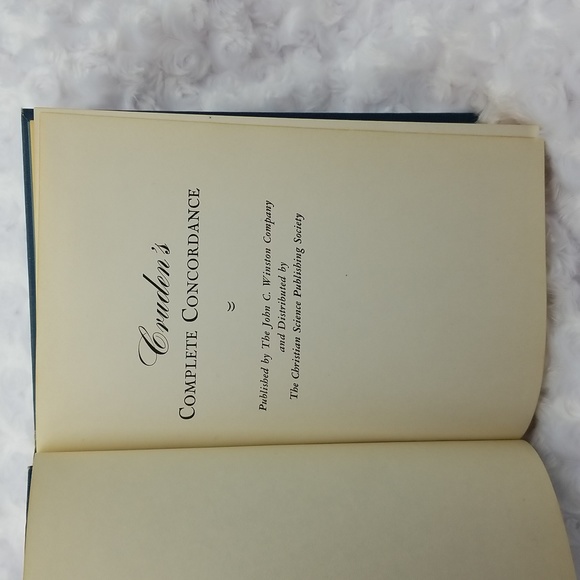 Cruden's
COMPLETE CONCORDANCE
Published by The John C. Winston Company
and Distributed by
The Christian Science Publishing Society